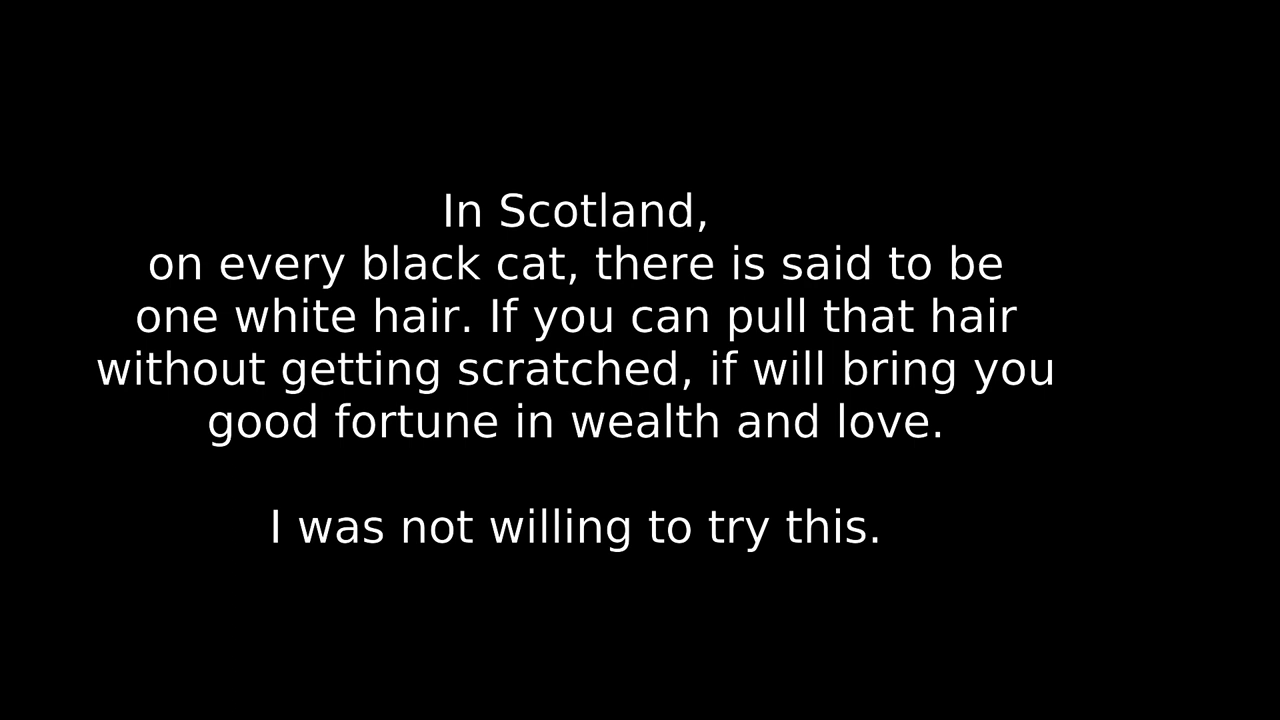 In Scotland,
on every black cat, there is said to be
one white hair. If you can pull that hair
without getting scratched, if will bring you
good fortune in wealth and love.
I was not willing to try this.